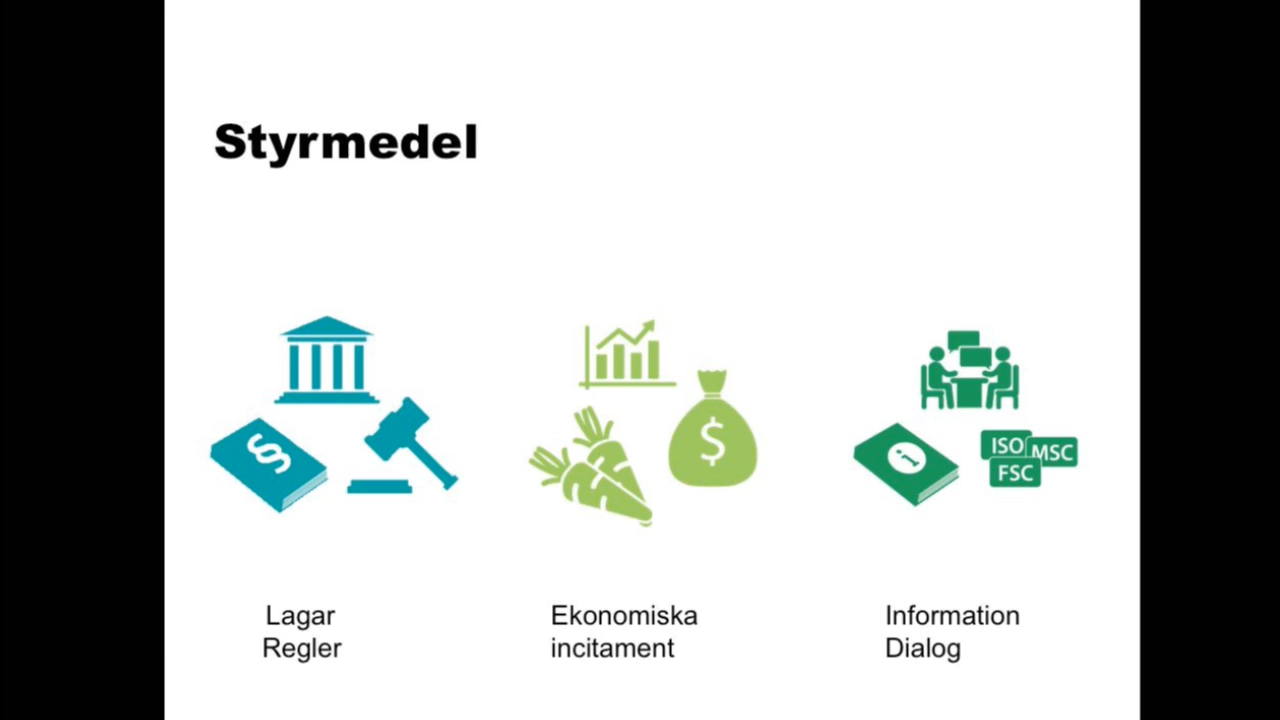 Styrmedel
§
$
i
ISO
MSC
FSC
Lagar
Regler
Ekonomiska
incitament
Information
Dialog